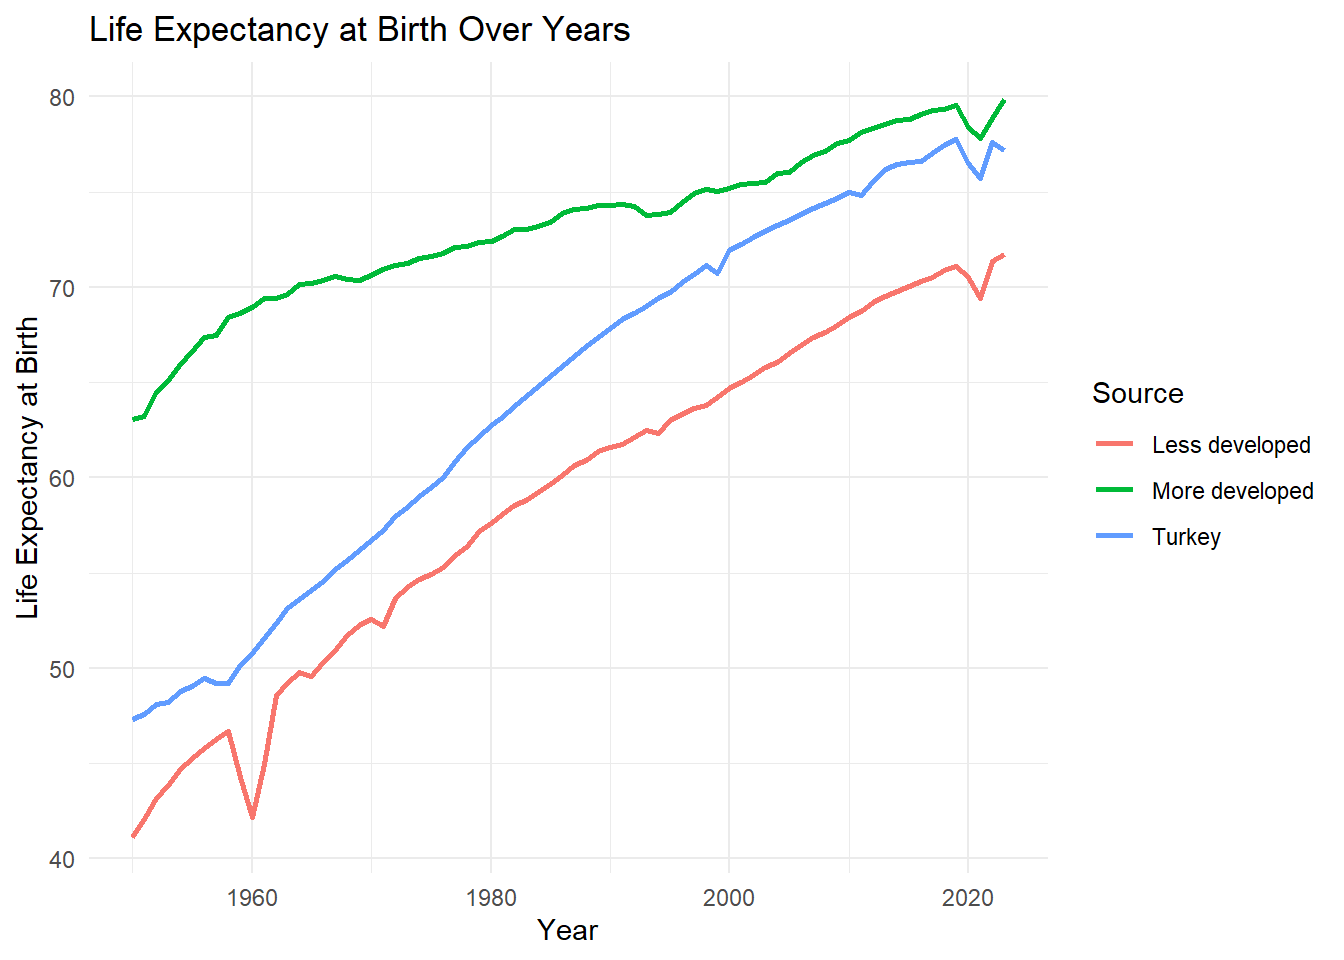 Life Expectancy at Birth Over Years
Life Expectancy at Birth
80
70
60
50
40
1960 1980 2000 2020
Year
Source
Less developed
More developed
Turkey